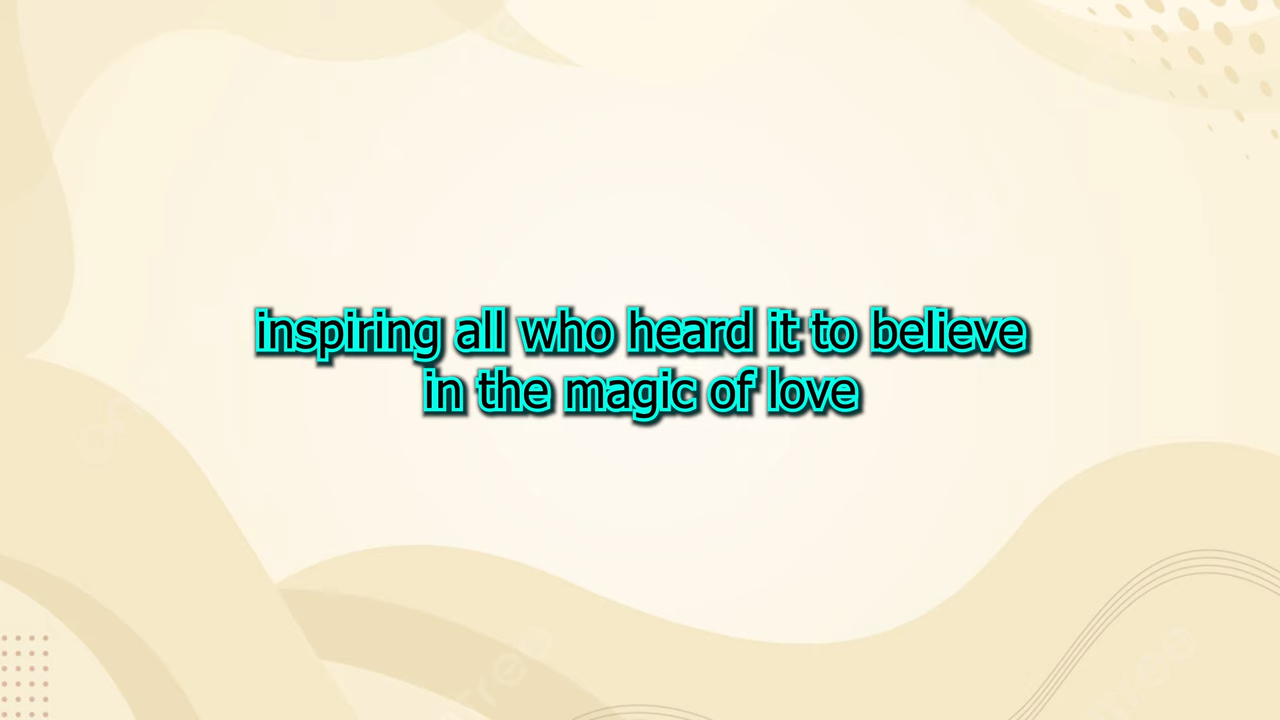 inspiring all who heard it to believe
in the magic of love